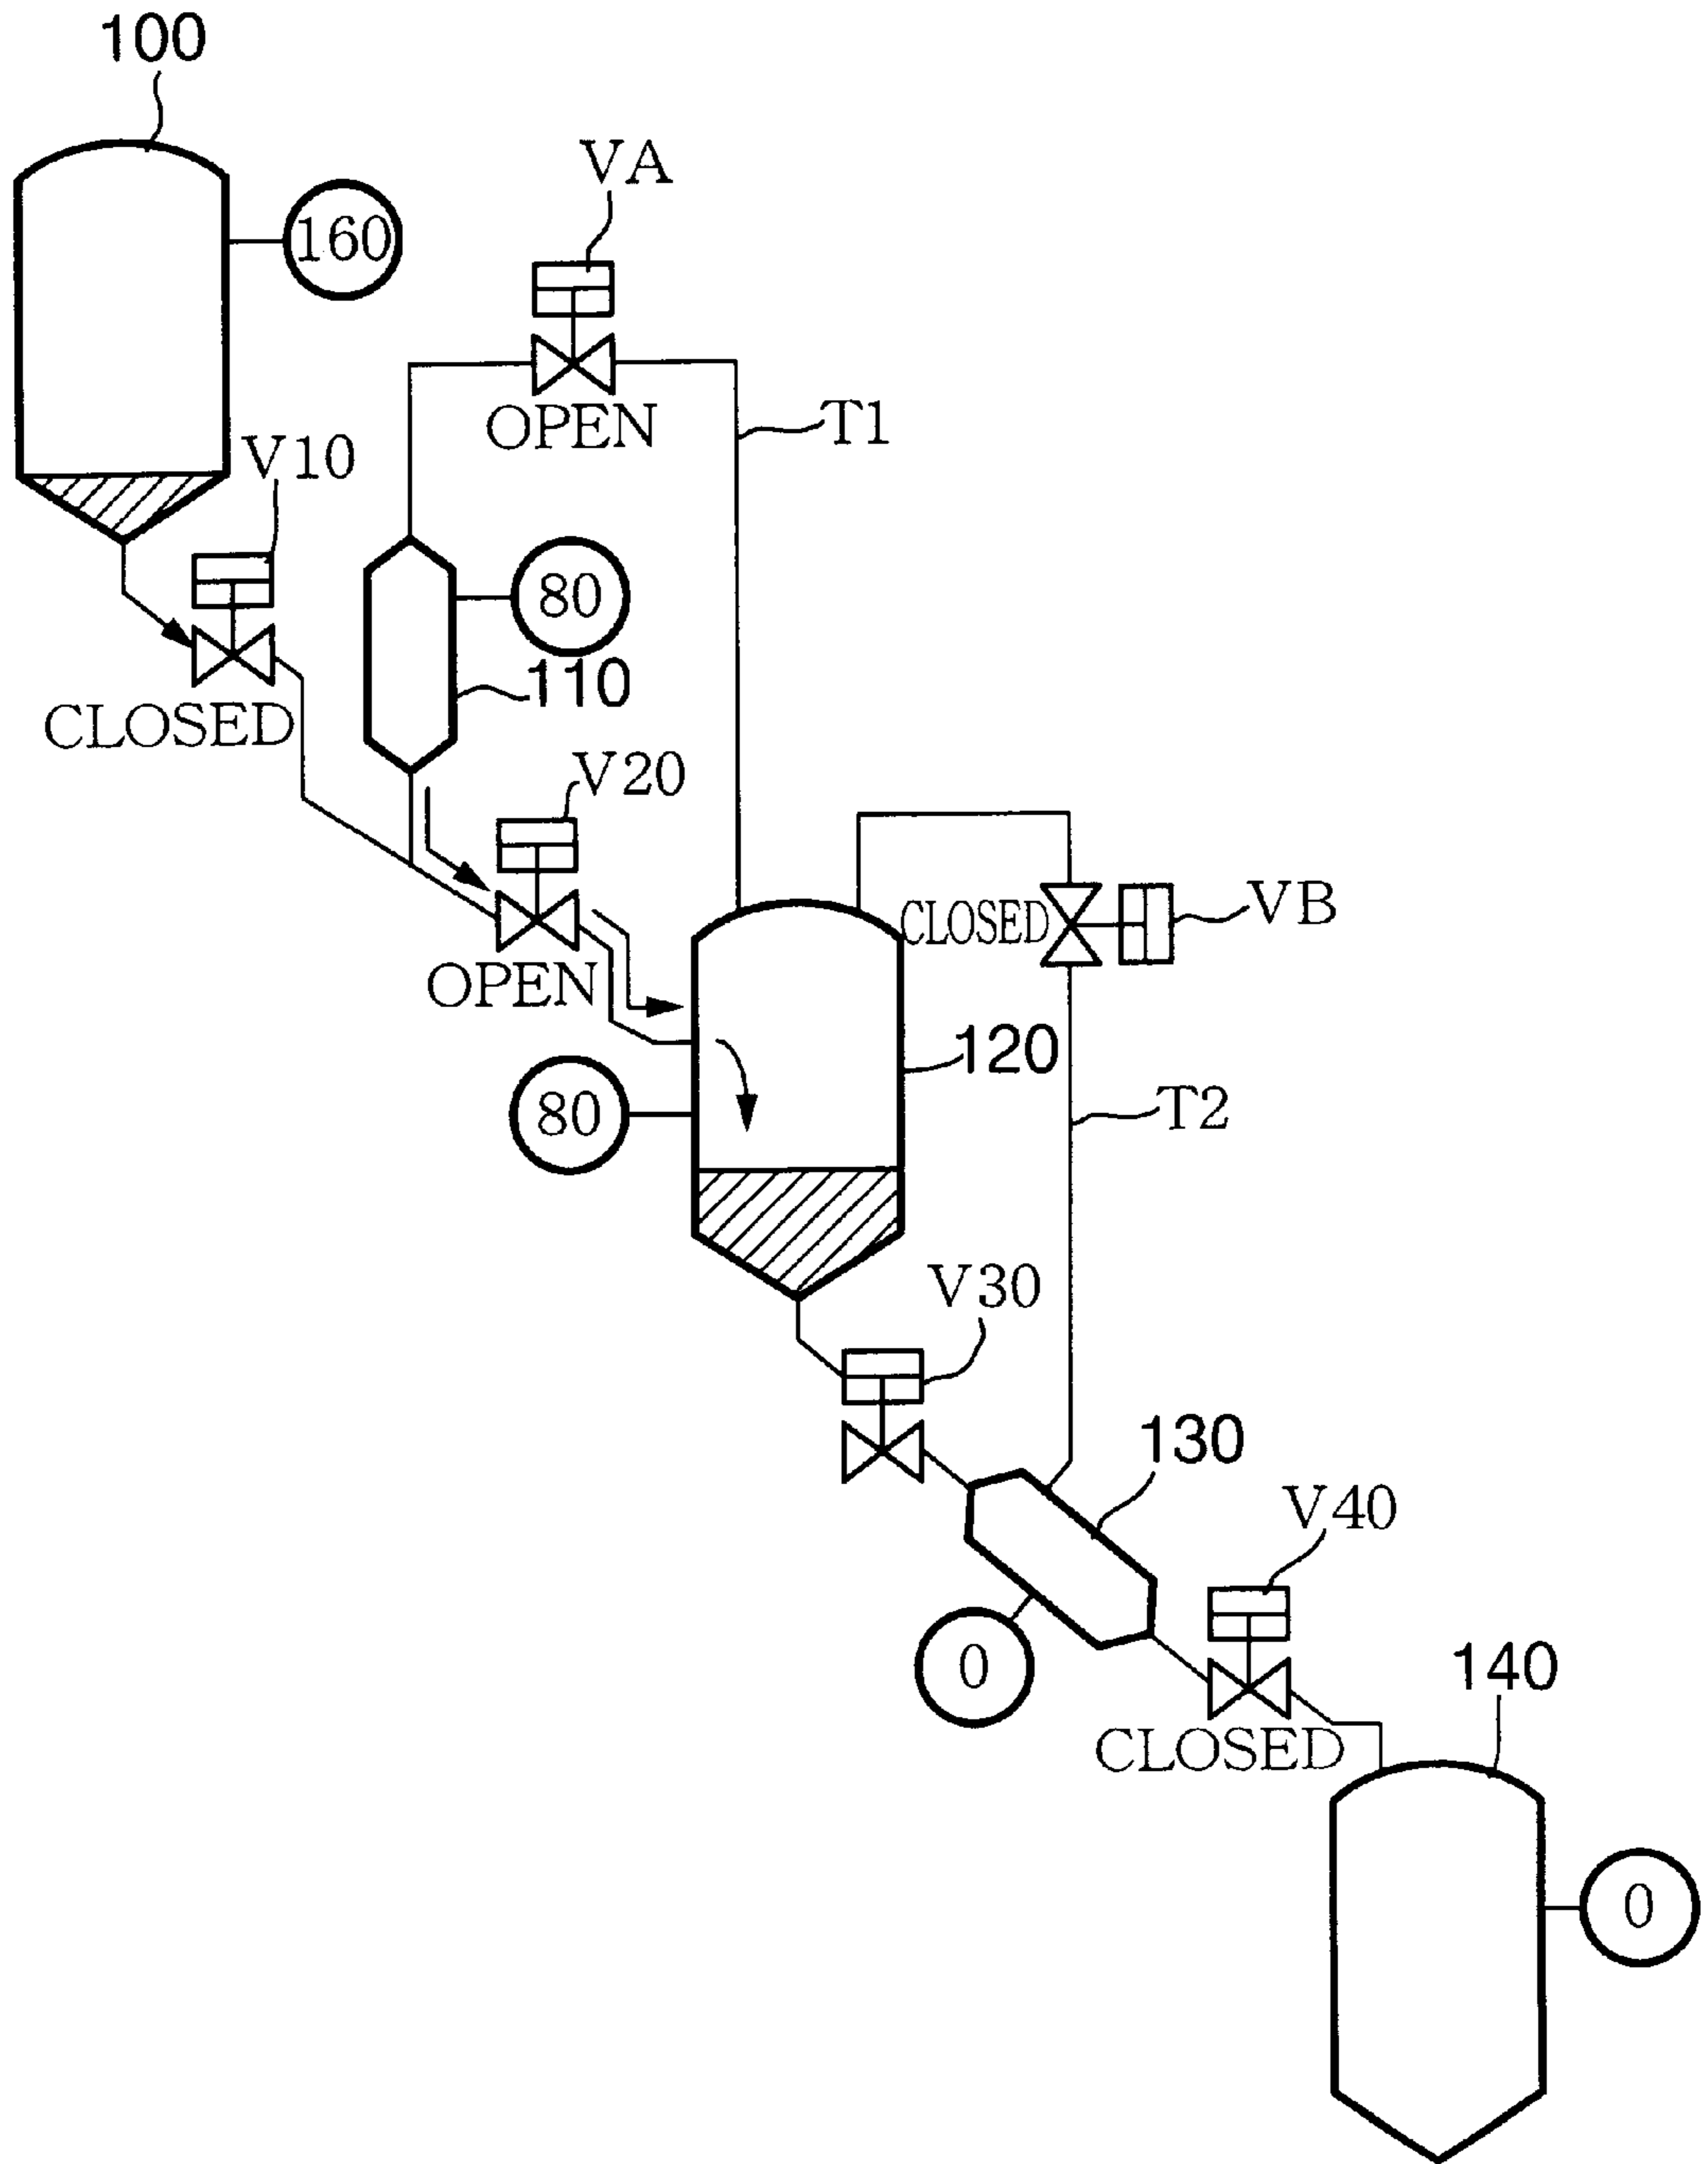 100
VA
160
OPEN
T1
V10
80
110
CLOSED
V20
CLOSED
VB
OPEN
120
80
T2
V30
130
V40
0
140
CLOSED
0